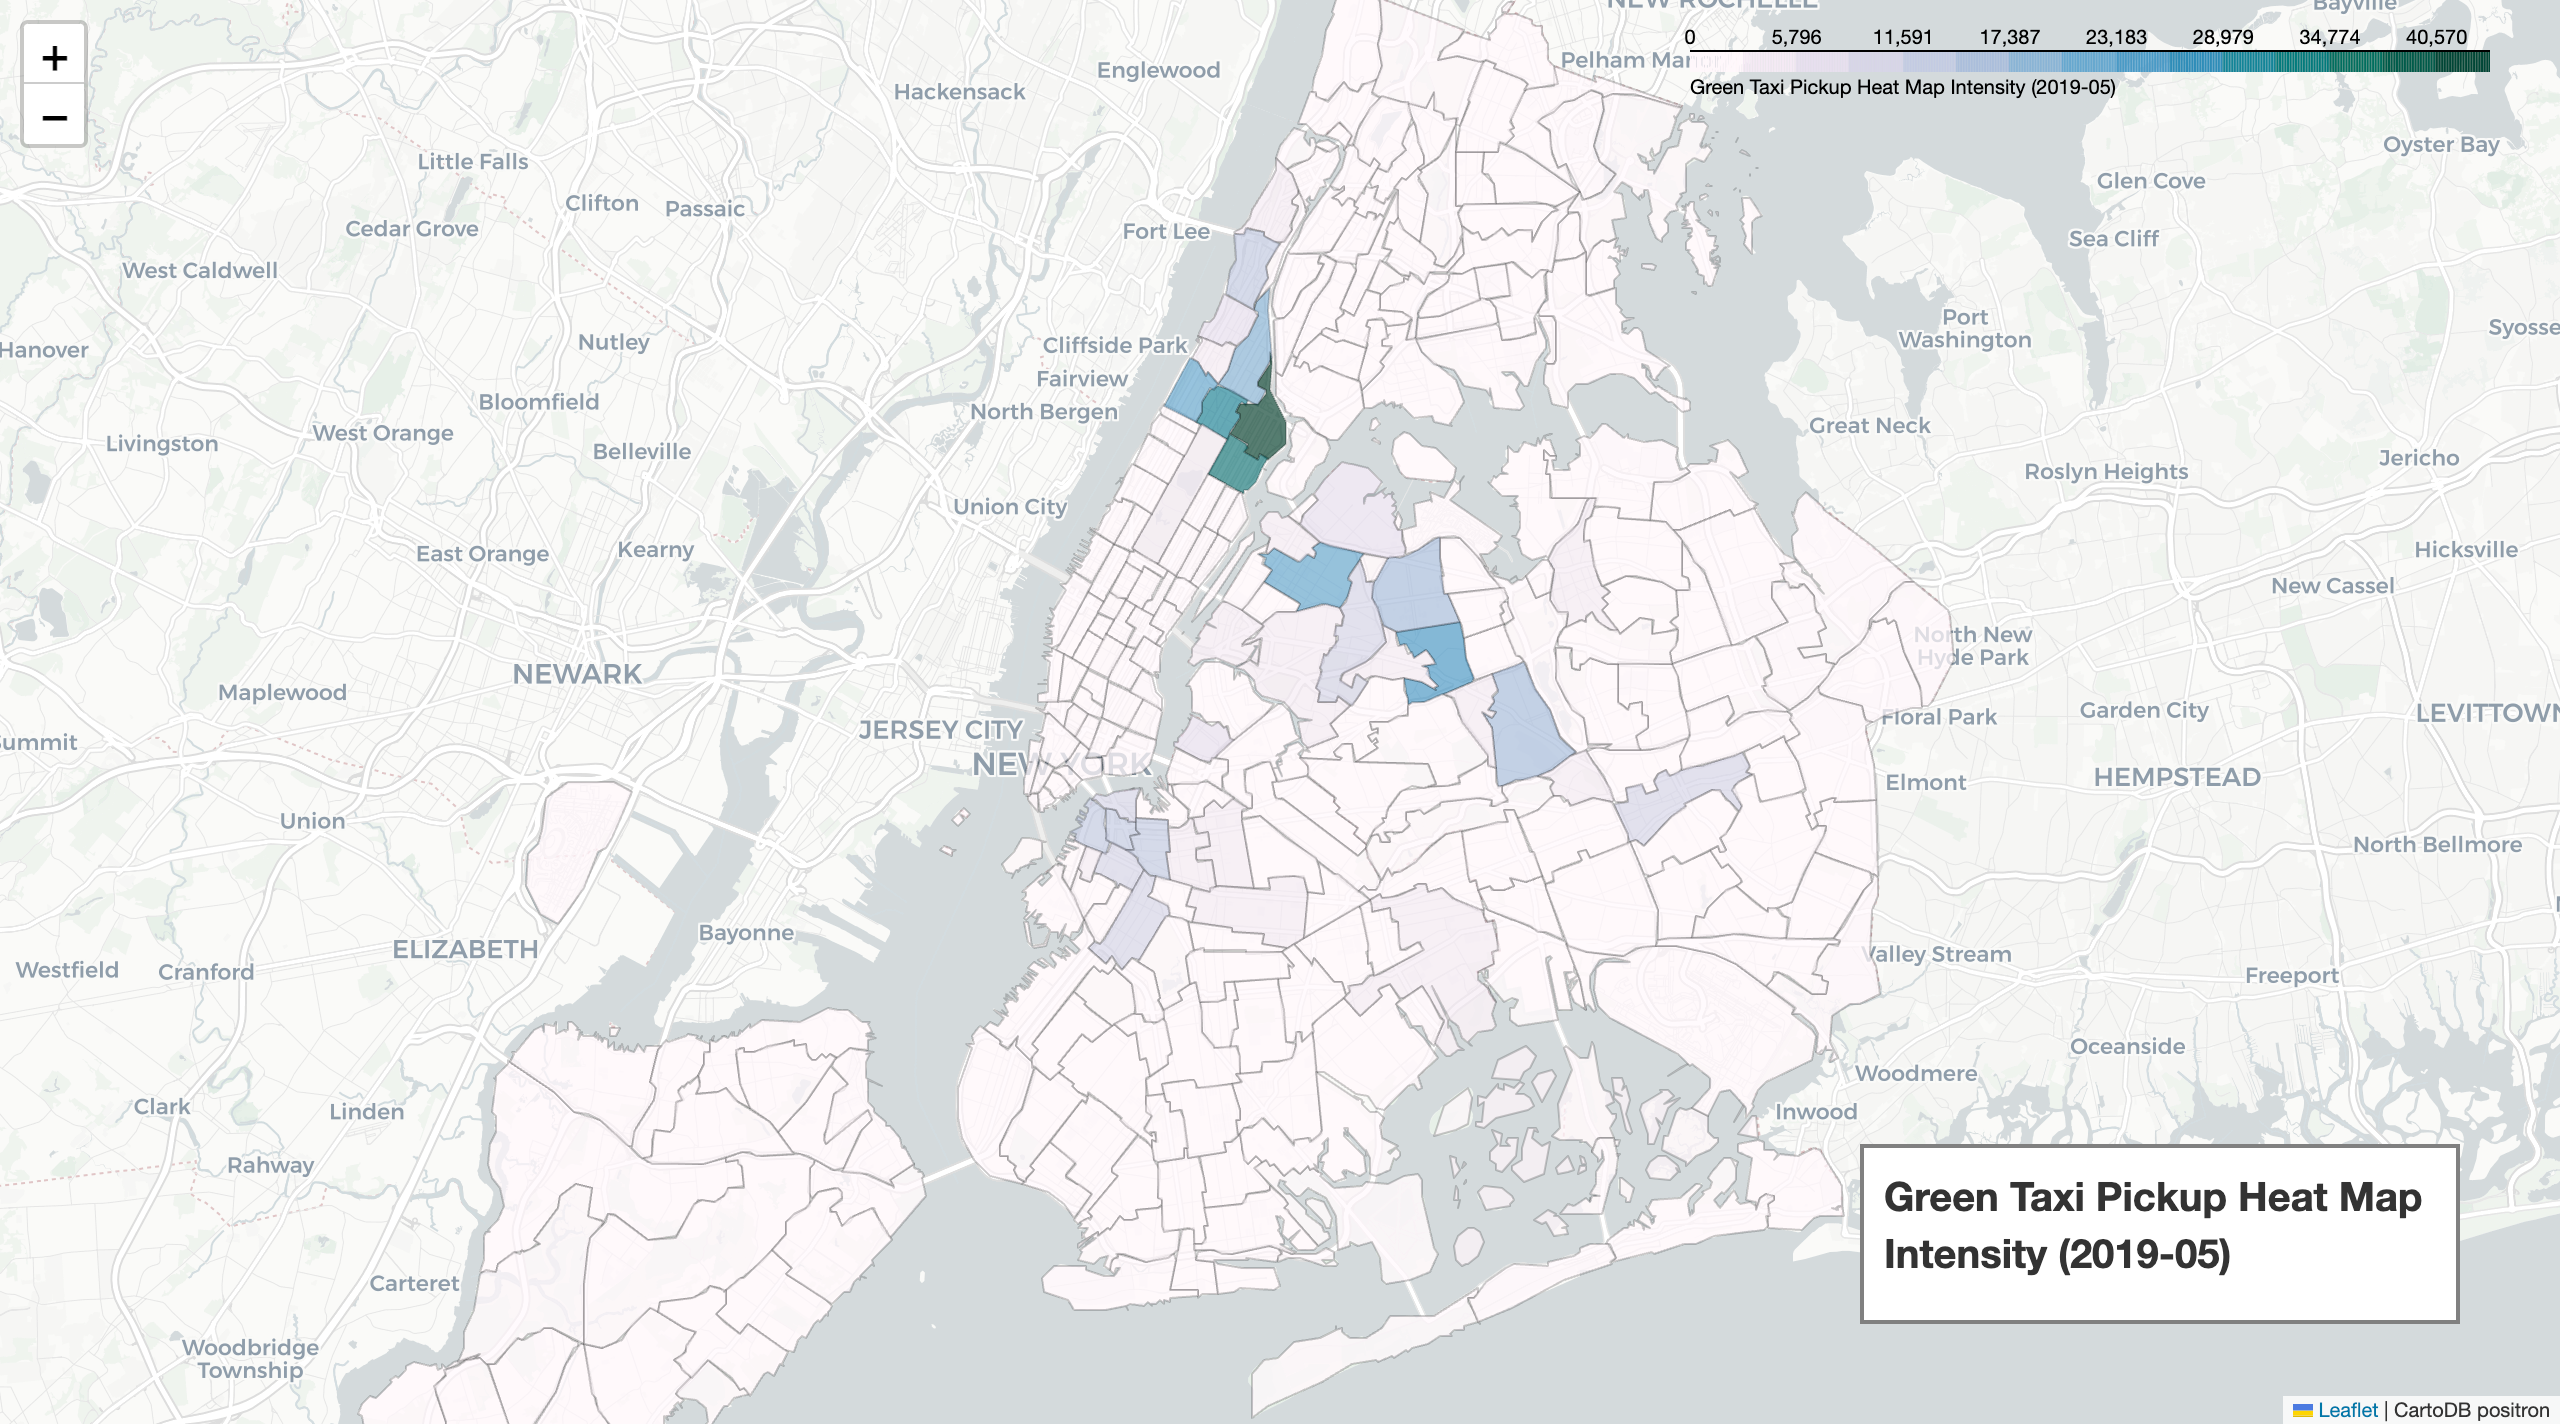 +
−
NEW ROCHELLE
Bayville
0 5,796 11,591 17,387 23,183 28,979 34,774 40,570
Green Taxi Pickup Heat Map Intensity (2019-05)
Pelham Manor
Englewood
Hackensack
Oyster Bay
Little Falls
Glen Cove
Clifton
Passaic
Cedar Grove
Fort Lee
Sea Cliff
West Caldwell
Port
Washington
Syosse
Nutley
Cliffside Park
Hanover
Fairview
Bloomfield
North Bergen
Great Neck
West Orange
Livingston
Belleville
Jericho
Roslyn Heights
Union City
East Orange
Kearny
Hicksville
New Cassel
North New
Hyde Park
NEWARK
Maplewood
Garden City
Floral Park
LEVITTOWN
JERSEY CITY
Summit
NEW YORK
HEMPSTEAD
Elmont
Union
North Bellmore
Bayonne
ELIZABETH
Valley Stream
Westfield
Cranford
Freeport
Oceanside
Woodmere
Clark
Linden
Inwood
Rahway
Green Taxi Pickup Heat Map
Intensity (2019-05)
Carteret
Woodbridge
Township
Leaflet | CartoDB positron